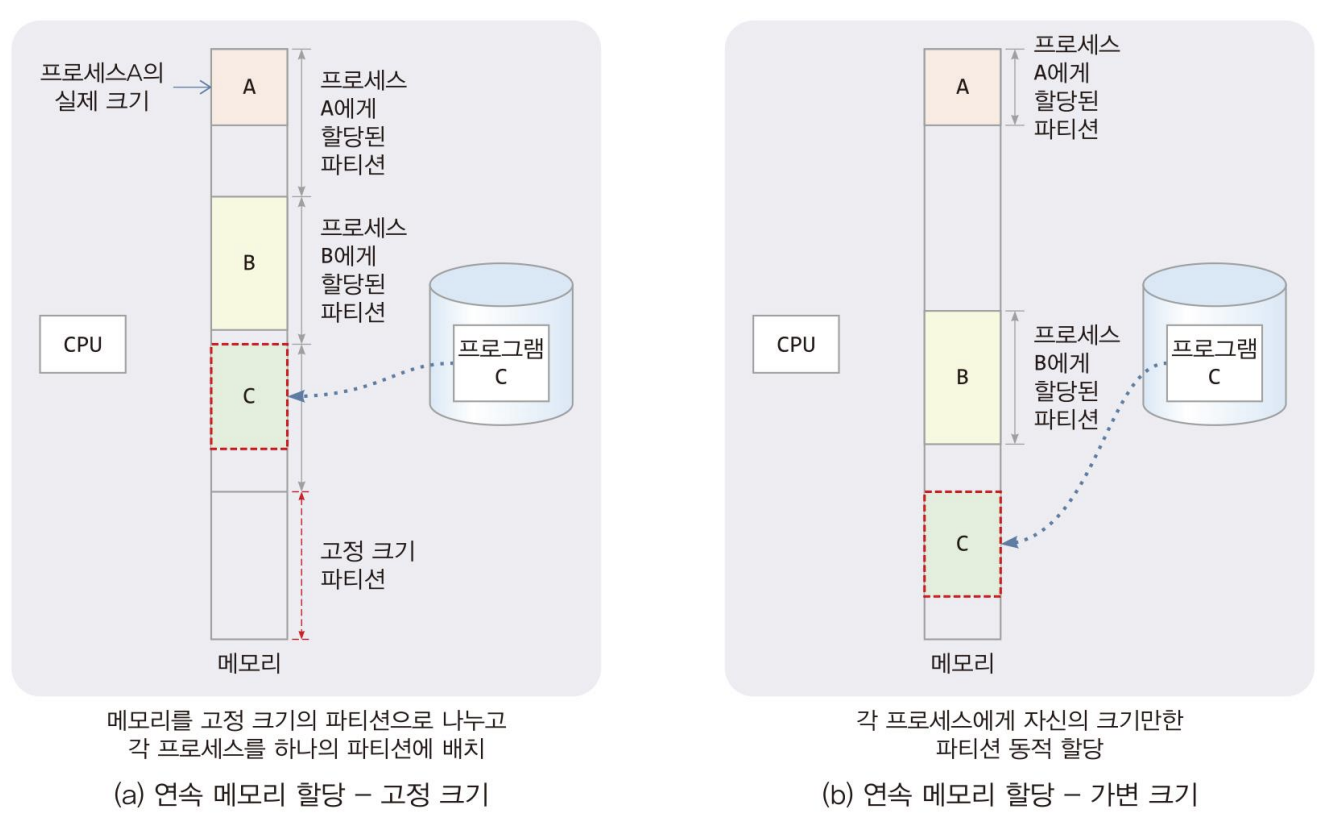 프로세스A의
실제 크기
A
프로세스
A에게
할당된
파티션
B
프로세스
B에게
할당된
파티션
CPU
C
프로그램
C
고정 크기
파티션
메모리
메모리를 고정 크기의 파티션으로 나누고
각 프로세스를 하나의 파티션에 배치
(a) 연속 메모리 할당 – 고정 크기
A
프로세스
A에게
할당된
파티션
CPU
B
프로세스
B에게
할당된
파티션
프로그램
C
C
메모리
각 프로세스에게 자신의 크기만한
파티션 동적 할당
(b) 연속 메모리 할당 – 가변 크기